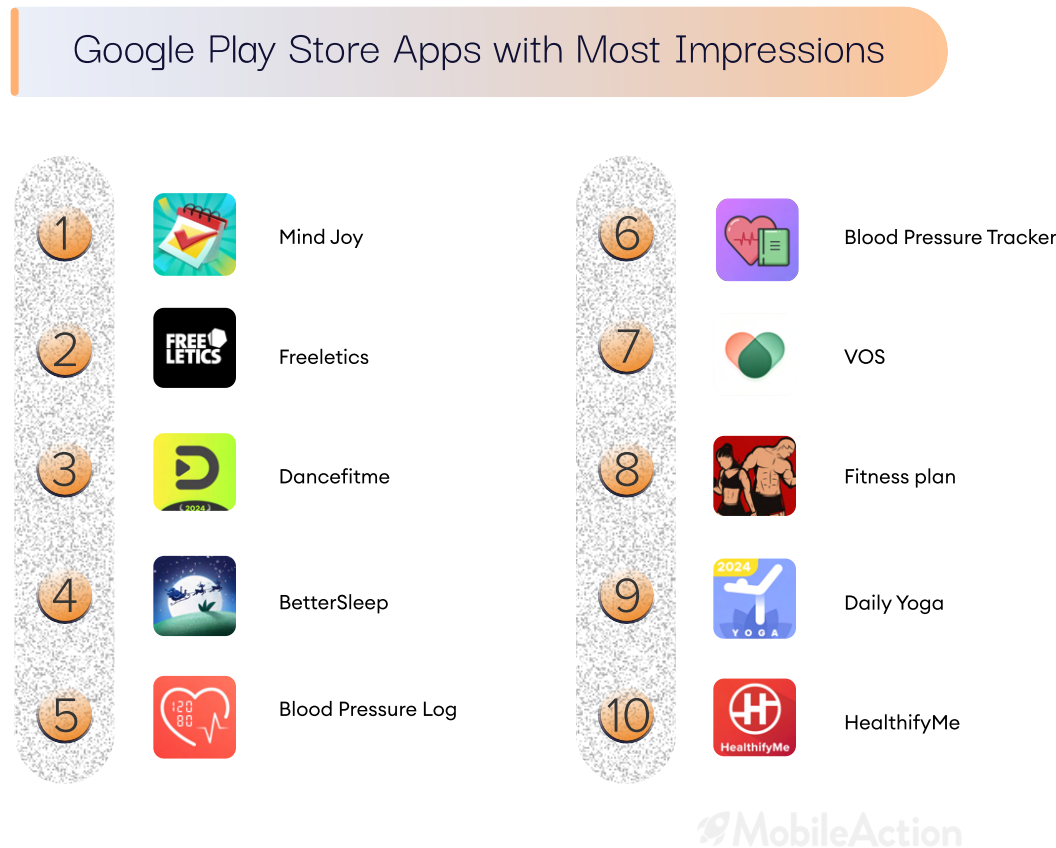 Google Play Store Apps with Most Impressions
1
Mind Joy
2
FREE
LETICS
Freeletics
3
D
2024
Dancefitme
4
BetterSleep
5
120
80
Blood Pressure Log
6
Blood Pressure Tracker
7
VOS
8
Fitness plan
9
2024
YOGA
Daily Yoga
10
H
HealthifyMe
HealthifyMe
MobileAction